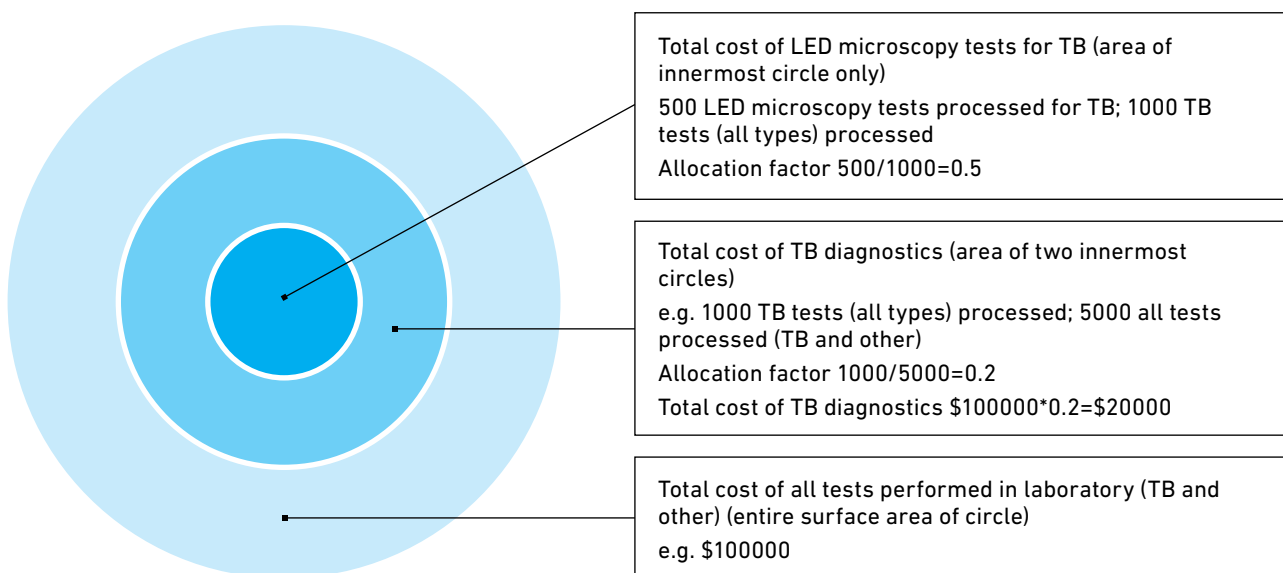 Total cost of LED microscopy tests for TB (area of
innermost circle only)
500 LED microscopy tests processed for TB; 1000 TB
tests (all types) processed
Allocation factor 500/1000=0.5
Total cost of TB diagnostics (area of two innermost
circles)
e.g. 1000 TB tests (all types) processed; 5000 all tests
processed (TB and other)
Allocation factor 1000/5000=0.2
Total cost of TB diagnostics $100000*0.2=$20000
Total cost of all tests performed in laboratory (TB and
other) (entire surface area of circle)
e.g. $100000